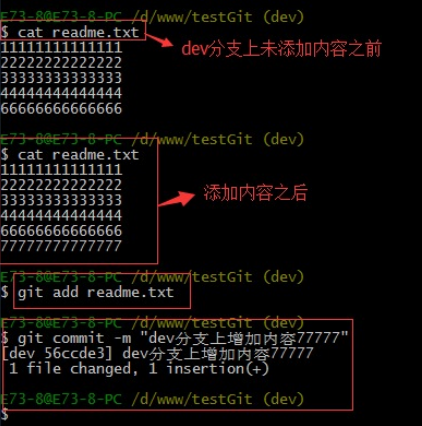 E73-8@E73-8-PC /d/www/testGit (dev)
$ cat readme.txt
dev分支上未添加内容之前
11111111111111
22222222222222
33333333333333
44444444444444
66666666666666
E73-8@E73-8-PC /d/www/testGit (dev)
$ cat readme.txt
11111111111111
22222222222222
添加内容之后
33333333333333
44444444444444
66666666666666
77777777777777
E73-8@E73-8-PC /d/www/testGit (dev)
$ git add readme.txt
E73-8@E73-8-PC /d/www/testGit (dev)
$ git commit -m "dev分支上增加内容77777"
[dev 56ccde3] dev分支上增加内容77777
1 file changed, 1 insertion(+)
E73-8@E73-8-PC /d/www/testGit (dev)
$